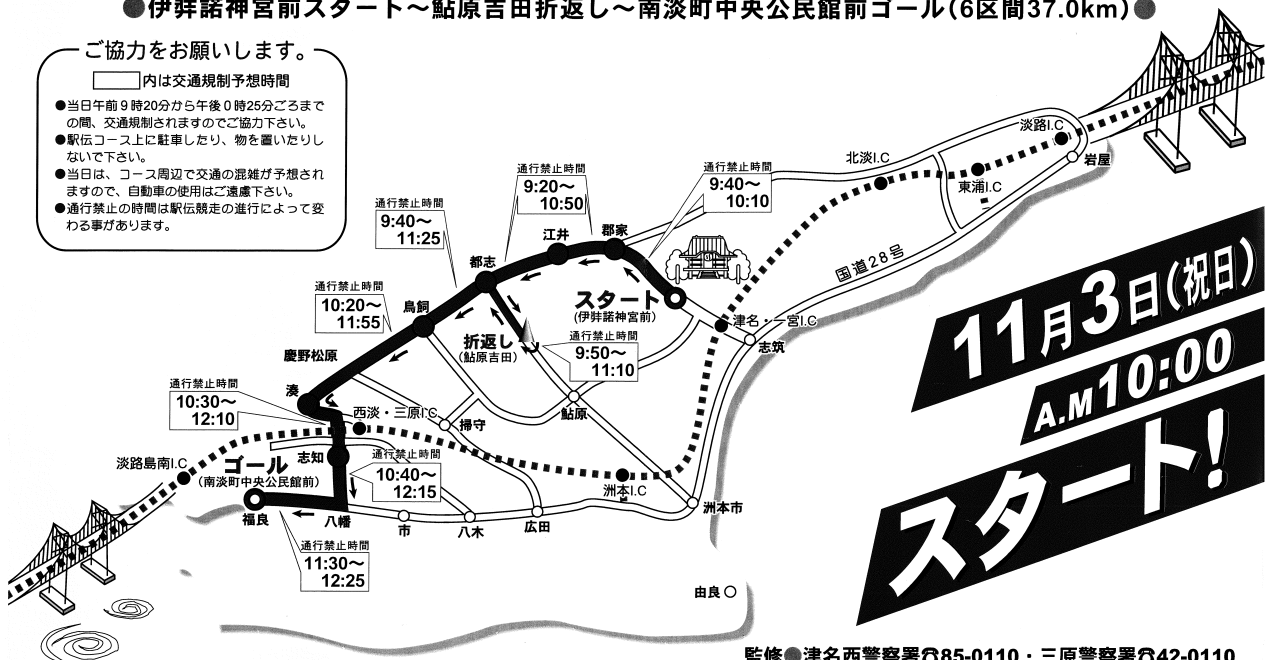 ●伊弉諾神宮前スタート～鮎原吉田折返し～南淡町中央公民館前ゴール（6区間37.0km）●
ご協力をお願いします。
内は交通規制予想時間
●当日午前9時20分から午後0時25分ごろまで
の間、交通規制されますのでご協力下さい。
●駅伝コース上に駐車したり、物を置いたりし
ないで下さい。
●当日は、コース周辺で交通の混雑が予想され
ますので、自動車の使用はご遠慮下さい。
●通行禁止の時間は駅伝競走の進行によって変
わる事があります。
淡路I.C
岩屋
北淡I.C
東浦I.C
国道28号
通行禁止時間
9:40～
10:10
通行禁止時間
9:20～
10:50
通行禁止時間
9:40～
11:25
郡家
江井
都志
スタート
(伊弉諾神宮前)
津名・一宮I.C
志筑
通行禁止時間
10:20～
11:55
鳥飼
折返し
(鮎原吉田)
通行禁止時間
9:50～
11:10
慶野松原
湊
通行禁止時間
10:30～
12:10
西淡・三原I.C
掃守
鮎原
淡路島南I.C
志知
ゴール
(南淡町中央公民館前)
通行禁止時間
10:40～
12:15
洲本I.C
洲本市
福良
八幡
市
八木
広田
通行禁止時間
11:30～
12:25
由良
11月3日(祝日)
A.M10:00
スタート!
監修●津名西警察署☎85-0110・三原警察署☎42-0110